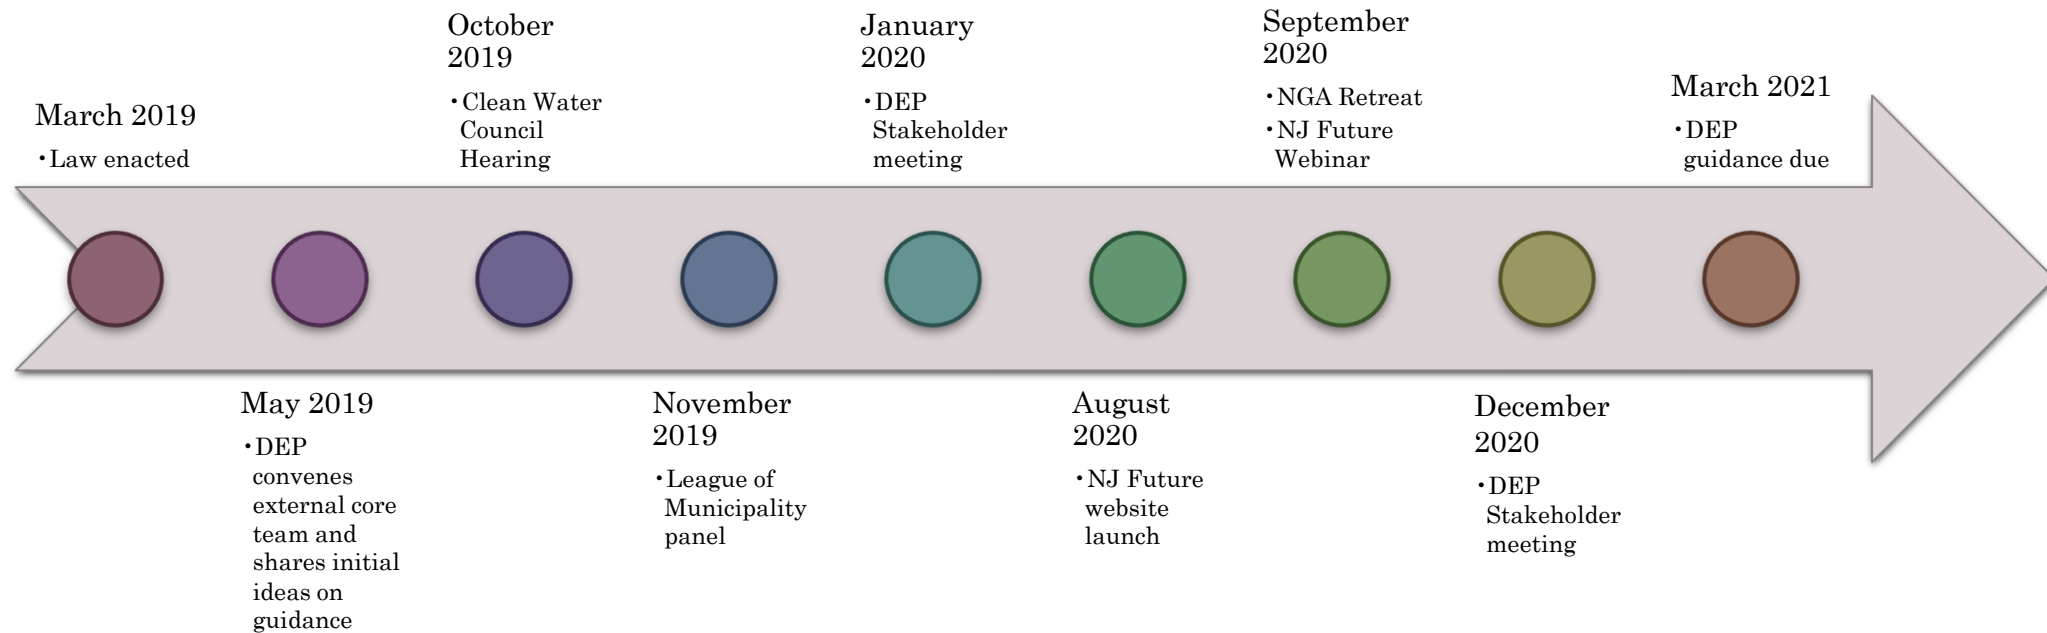 March 2019
•Law enacted
May 2019
•DEP
convenes
external core
team and
shares initial
ideas on
guidance
October
2019
•Clean Water
Council
Hearing
November
2019
•League of
Municipality
panel
January
2020
•DEP
Stakeholder
meeting
August
2020
•NJ Future
website
launch
September
2020
•NGA Retreat
•NJ Future
Webinar
December
2020
•DEP
Stakeholder
meeting
March 2021
•DEP
guidance due